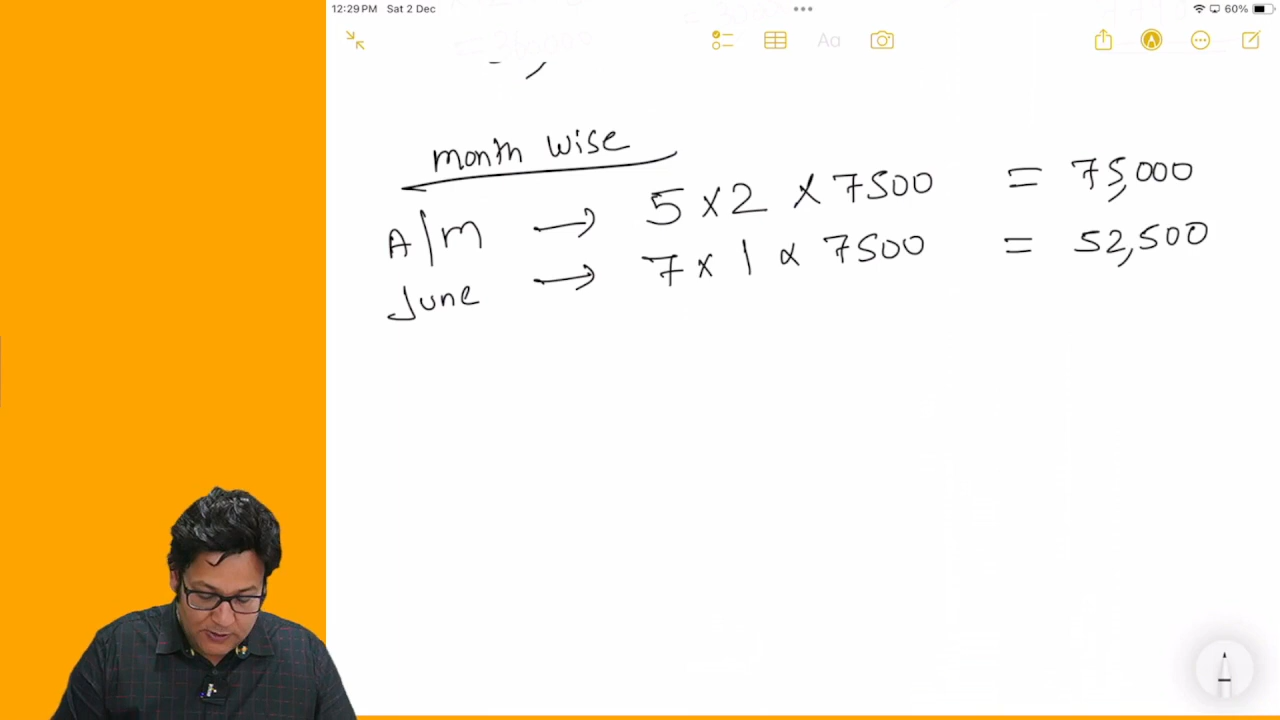 12:29 PM Sat 2 Dec
60%
Aa
month wise
A/M → 5 x 2 x 7500 = 75,000
June → 7 x 1 x 7500 = 52,500